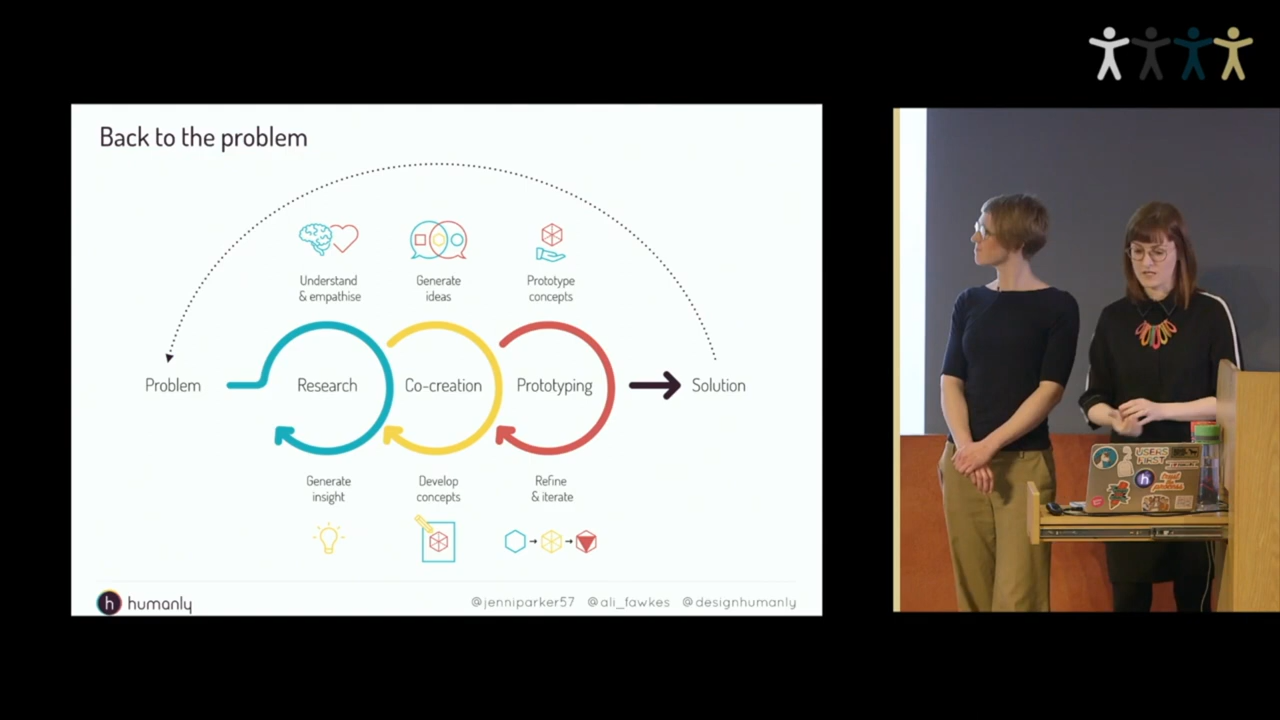 Back to the problem
Understand
& empathise
Generate
ideas
Prototype
concepts
Problem
Research
Co-creation
Prototyping
Solution
Generate
insight
Develop
concepts
Refine
& iterate
h humanly
@jenniparker57 @ali_fawkes @designhumanly
USERS
FIRST
h